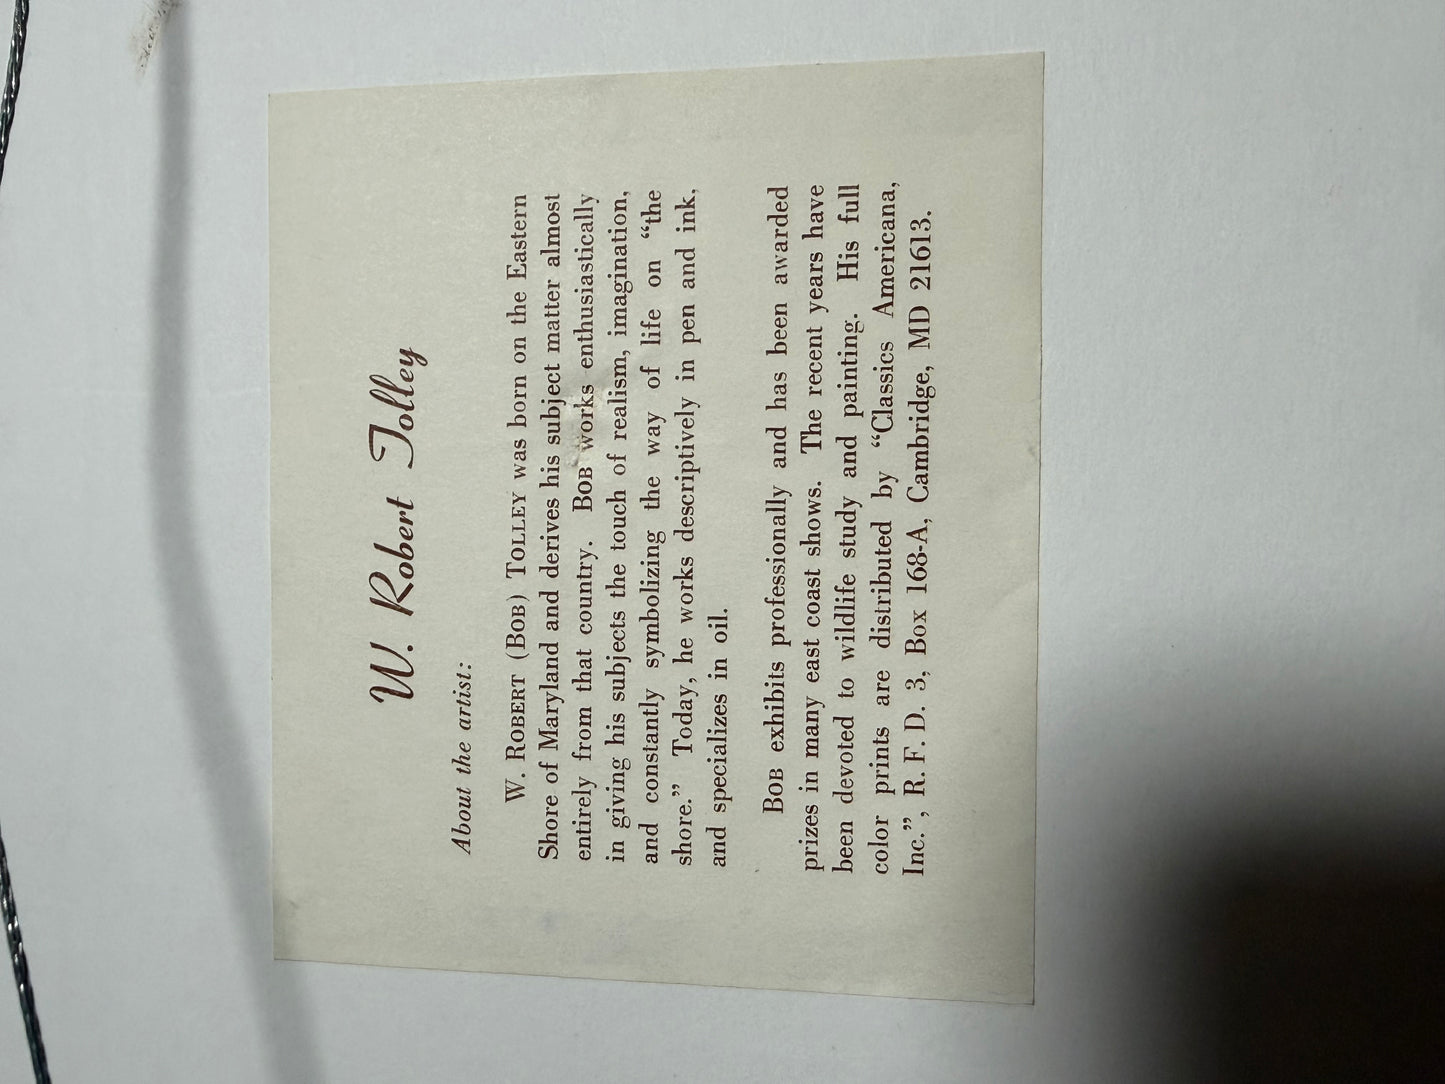 W. Robert Tolley
About the artist:
W. ROBERT (BOB) TOLLEY was born on the Eastern
Shore of Maryland and derives his subject matter almost
entirely from that country. BOB works enthusiastically
in giving his subjects the touch of realism, imagination,
and constantly symbolizing the way of life on “the
shore.” Today, he works descriptively in pen and ink,
and specializes in oil.
BOB exhibits professionally and has been awarded
prizes in many east coast shows. The recent years have
been devoted to wildlife study and painting. His full
color prints are distributed by “Classics Americana,
Inc.”, R. F. D. 3, Box 168-A, Cambridge, MD 21613.